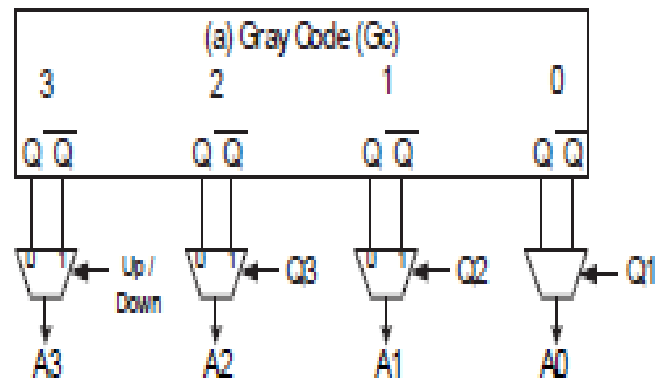 (a) Gray Code (Gc)
3 2 1 0
Q Q̅ Q Q̅ Q Q̅ Q Q̅
0 1 Up / Down 0 1 Q3 0 1 Q2 Q1
A3 A2 A1 A0